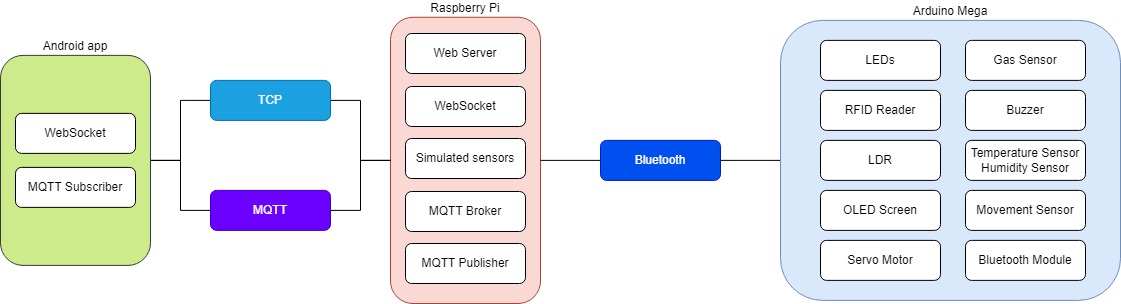 Android app
WebSocket
MQTT Subscriber
TCP
MQTT
Raspberry Pi
Web Server
WebSocket
Simulated sensors
MQTT Broker
MQTT Publisher
Bluetooth
Arduino Mega
LEDs
Gas Sensor
RFID Reader
Buzzer
LDR
Temperature Sensor
Humidity Sensor
OLED Screen
Movement Sensor
Servo Motor
Bluetooth Module